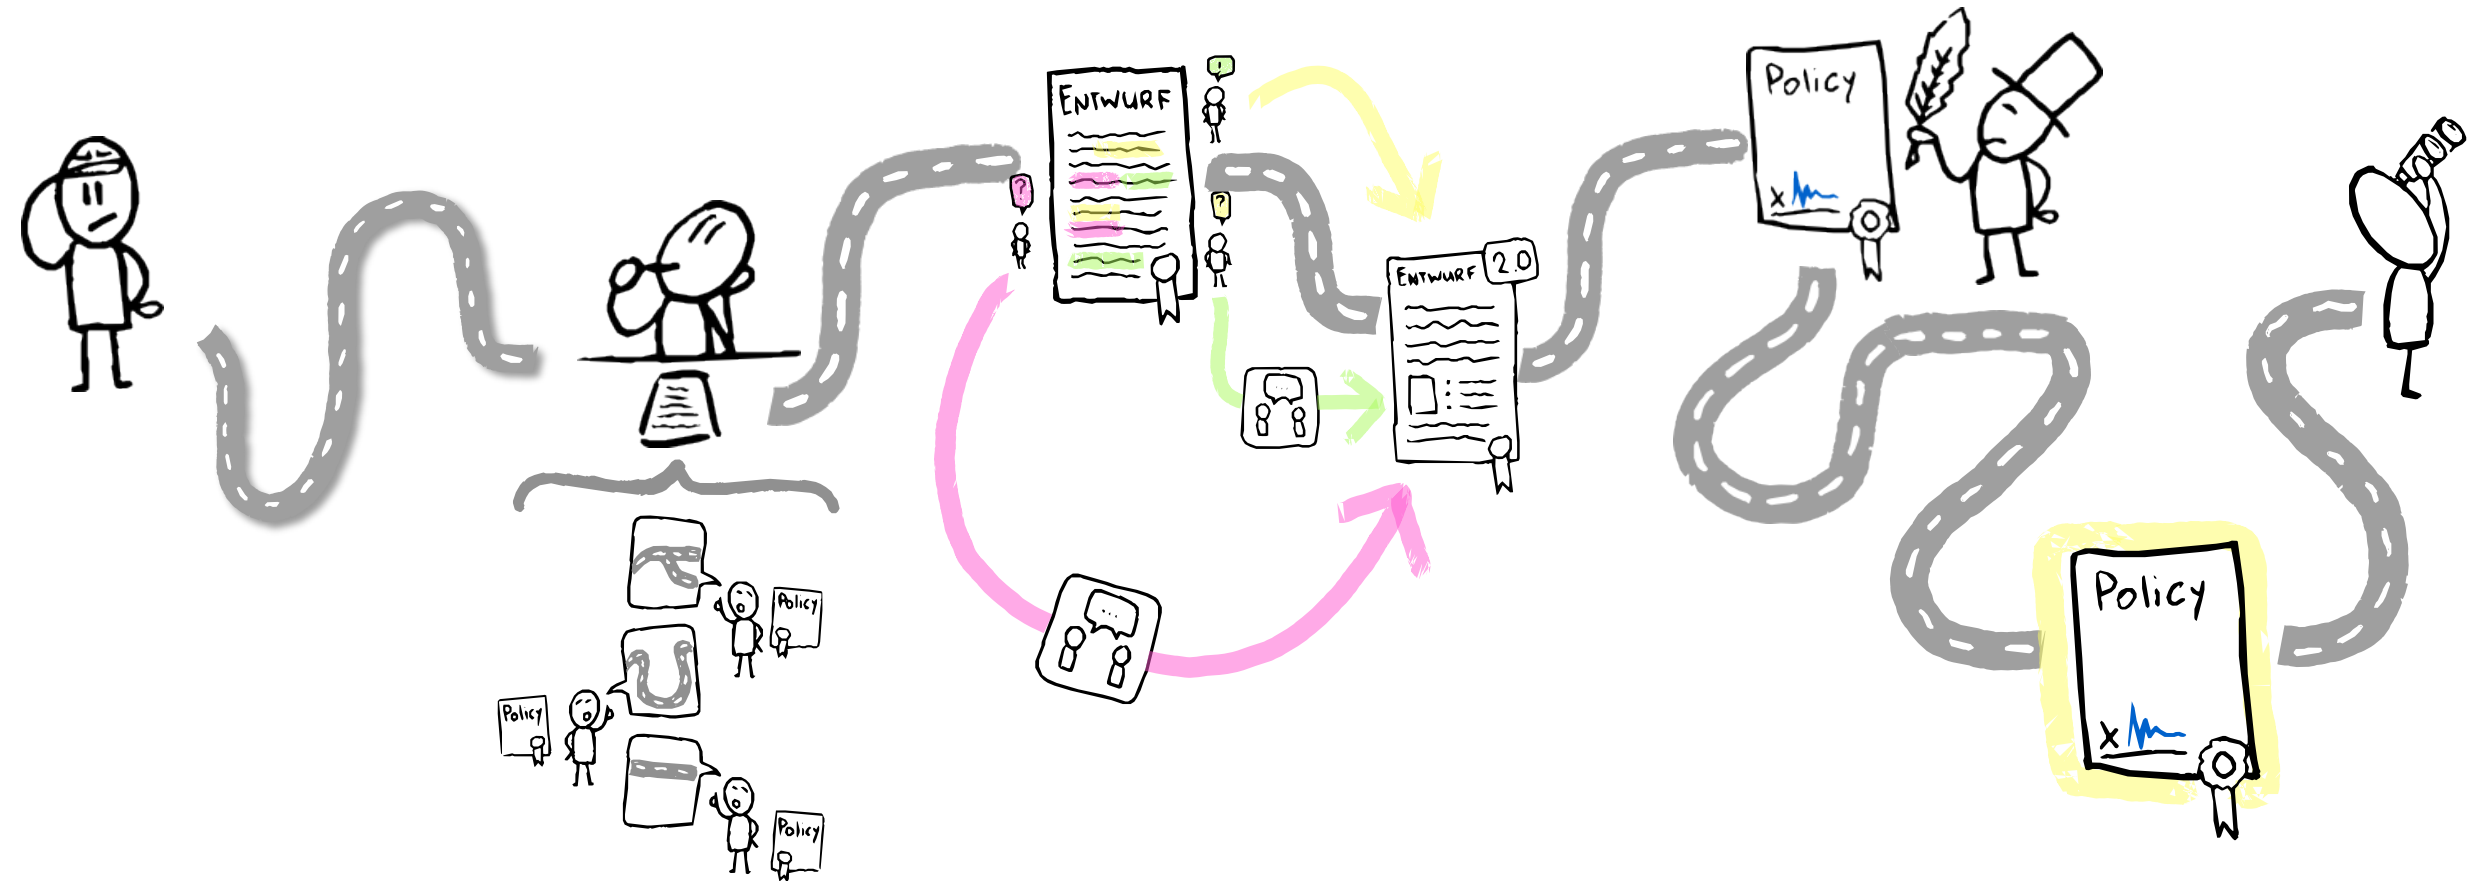 ?
ENTWURF
!
?
ENTWURF
2.0
Policy
x
Policy
x
...
...
Policy
Policy
Policy